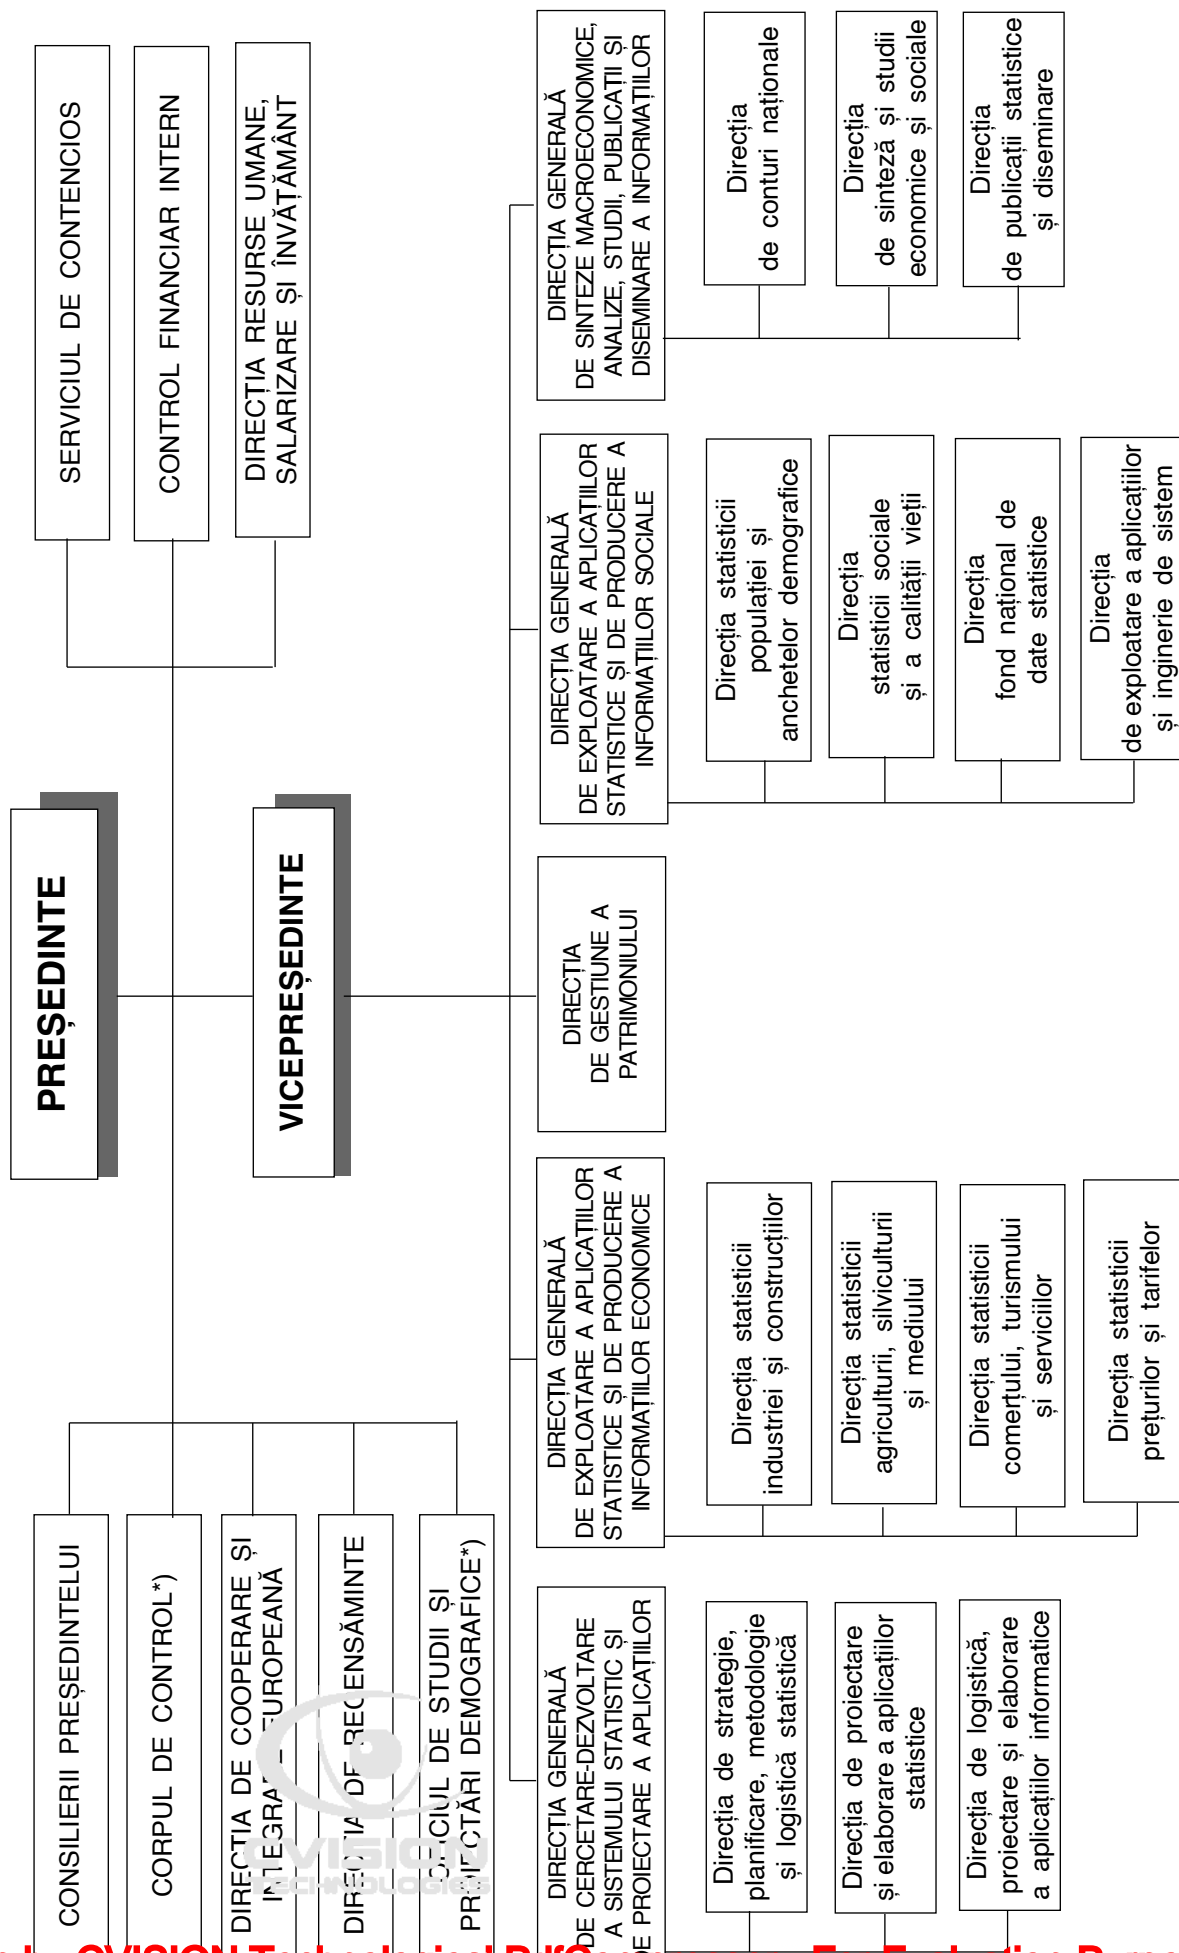 PREȘEDINTE
CONSILIERII PREȘEDINTELUI
CORPUL DE CONTROL*)
DIRECȚIA DE COOPERARE ȘI
INTEGRARE EUROPEANĂ
DIRECȚIA DE RECENSĂMINTE
OFICIUL DE STUDII ȘI
PROIECTĂRI DEMOGRAFICE*)
SERVICIUL DE CONTENCIOS
CONTROL FINANCIAR INTERN
DIRECȚIA RESURSE UMANE,
SALARIZARE ȘI ÎNVĂȚĂMÂNT
VICEPREȘEDINTE
DIRECȚIA GENERALĂ
DE CERCETARE-DEZVOLTARE
A SISTEMULUI STATISTIC ȘI
DE PROIECTARE A APLICAȚIILOR
Direcția de strategie,
planificare, metodologie
și logistică statistică
Direcția de proiectare
și elaborare a aplicațiilor
statistice
Direcția de logistică,
proiectare și elaborare
a aplicațiilor informatice
DIRECȚIA GENERALĂ
DE EXPLOATARE A APLICAȚIILOR
STATISTICE ȘI DE PRODUCERE A
INFORMAȚIILOR ECONOMICE
Direcția statisticii
industriei și construcțiilor
Direcția statisticii
agriculturii, silviculturii
și mediului
Direcția statisticii
comerțului, turismului
și serviciilor
Direcția statisticii
prețurilor și tarifelor
DIRECȚIA
DE GESTIUNE A
PATRIMONIULUI
DIRECȚIA GENERALĂ
DE EXPLOATARE A APLICAȚIILOR
STATISTICE ȘI DE PRODUCERE A
INFORMAȚIILOR SOCIALE
Direcția statisticii
populației și
anchetelor demografice
Direcția
statisticii sociale
și a calității vieții
Direcția
fond național de
date statistice
Direcția
de exploatare a aplicațiilor
și inginerie de sistem
DIRECȚIA GENERALĂ
DE SINTEZE MACROECONOMICE,
ANALIZE, STUDII, PUBLICAȚII ȘI
DISEMINARE A INFORMAȚIILOR
Direcția
de conturi naționale
Direcția
de sinteză și studii
economice și sociale
Direcția
de publicații statistice
și diseminare
CVISION
TECHNOLOGIES